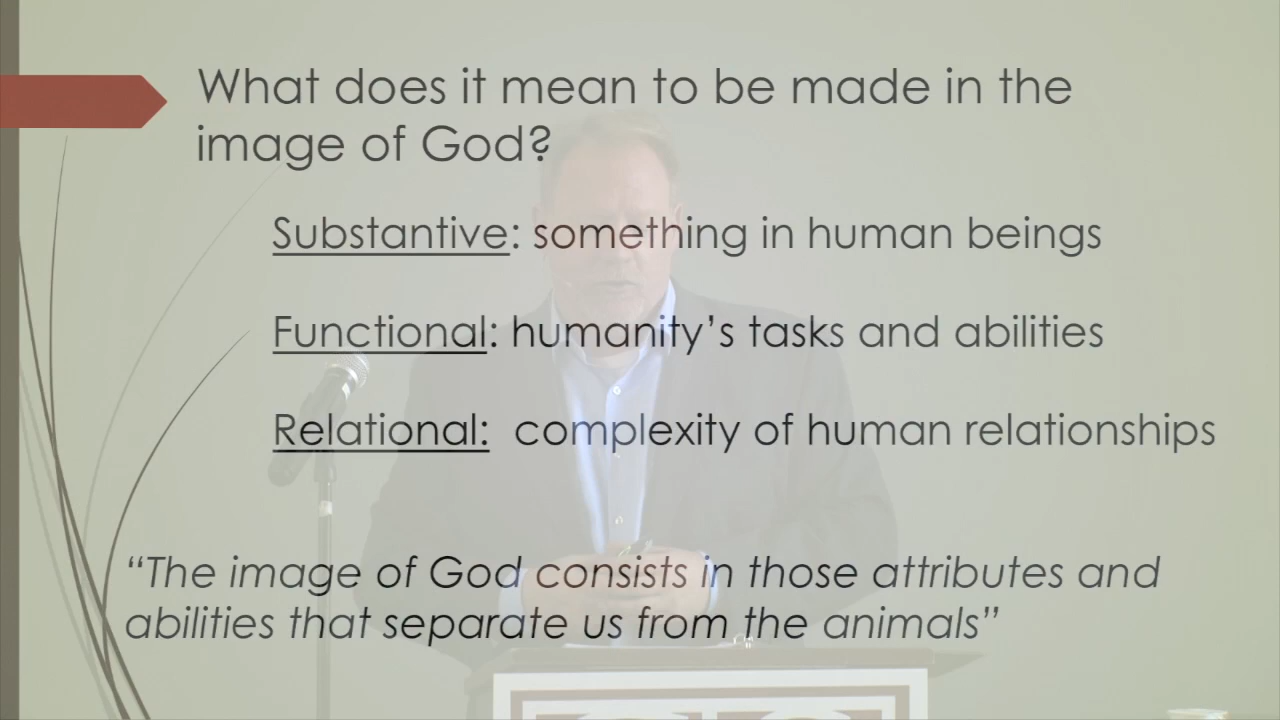 What does it mean to be made in the
image of God?
Substantive: something in human beings
Functional: humanity’s tasks and abilities
Relational:  complexity of human relationships
“The image of God consists in those attributes and
abilities that separate us from the animals”